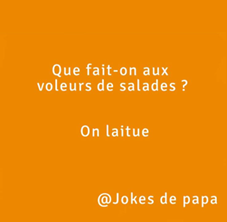 Que fait-on aux
voleurs de salades ?
On laitue
@Jokes de papa